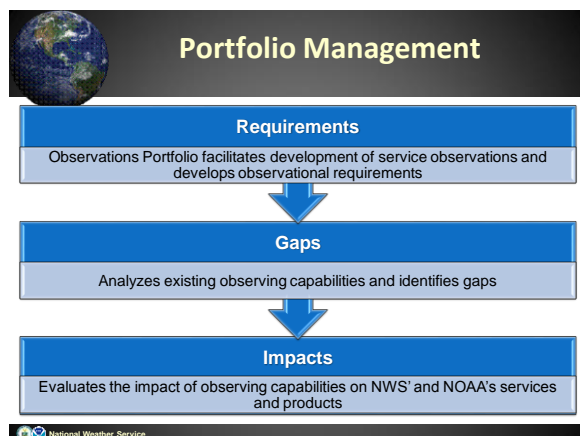 Portfolio Management
Requirements
Observations Portfolio facilitates development of service observations and
develops observational requirements
Gaps
Analyzes existing observing capabilities and identifies gaps
Impacts
Evaluates the impact of observing capabilities on NWS’ and NOAA’s services
and products
National Weather Service